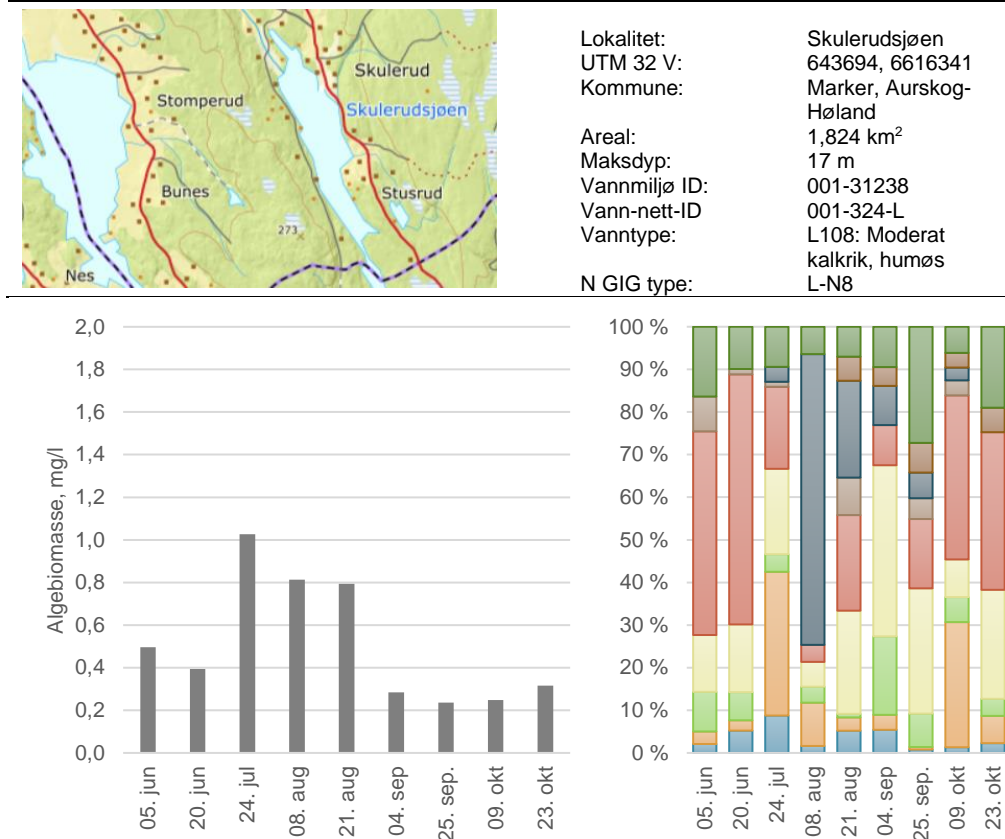 Skulerud
Stomperud
Skulerudsjøen
Bunes
Stusrud
273
Nes
Lokalitet: Skulerudsjøen
UTM 32 V: 643694, 6616341
Kommune: Marker, Aurskog-
Høland
Areal: 1,824 km²
Maksdyp: 17 m
Vannmiljø ID: 001-31238
Vann-nett-ID 001-324-L
Vanntype: L108: Moderat
kalkrik, humøs
N GIG type: L-N8
Algebiomasse, mg/l
2,0
1,8
1,6
1,4
1,2
1,0
0,8
0,6
0,4
0,2
0,0
05. jun
20. jun
24. jul
08. aug
21. aug
04. sep
25. sep.
09. okt
23. okt
100 %
90 %
80 %
70 %
60 %
50 %
40 %
30 %
20 %
10 %
0 %
05. jun
20. jun
24. jul
08. aug
21. aug
04. sep
25. sep.
09. okt
23. okt